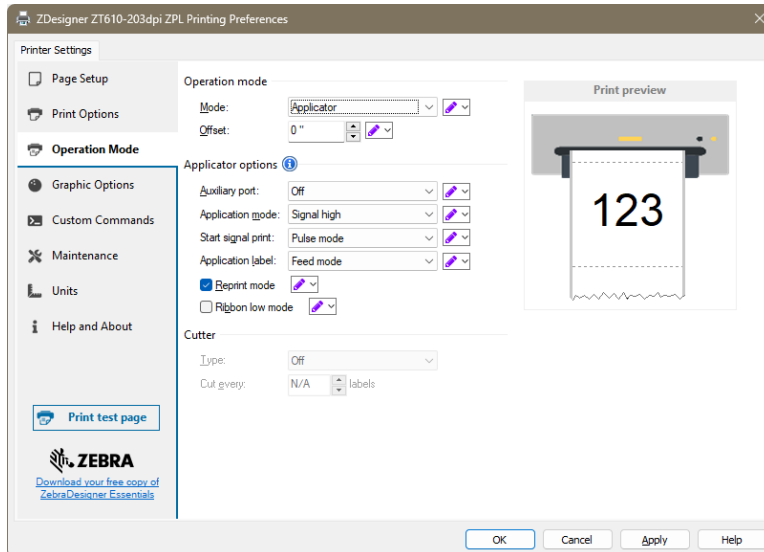 ZDesigner ZT610-203dpi ZPL Printing Preferences
Printer Settings
Page Setup
Print Options
Operation Mode
Graphic Options
Custom Commands
Maintenance
Units
Help and About
Print test page
ZEBRA
Download your free copy of
ZebraDesigner Essentials
Operation mode
Mode: Applicator
Offset: 0 "
Applicator options
Auxiliary port: Off
Application mode: Signal high
Start signal print: Pulse mode
Application label: Feed mode
Reprint mode
Ribbon low mode
Cutter
Type: Off
Cut every: N/A labels
Print preview
123
OK Cancel Apply Help